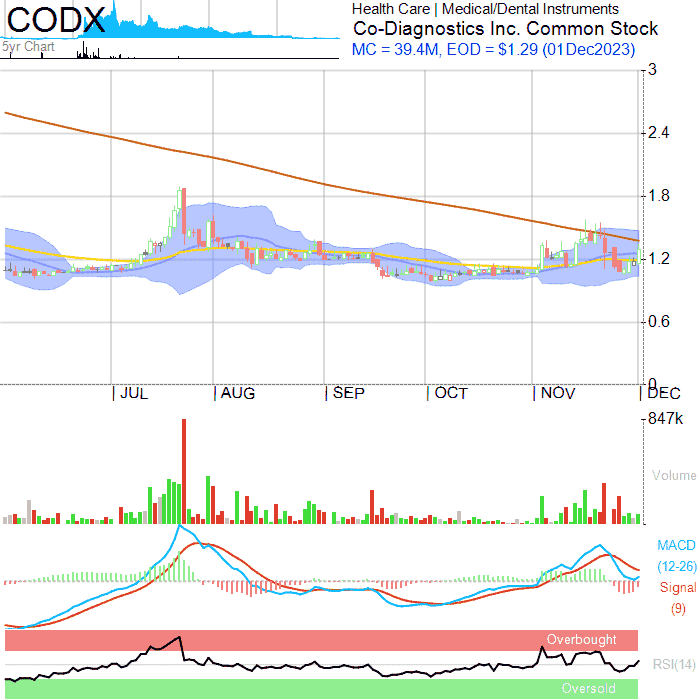 CODX
5yr Chart
Health Care | Medical/Dental Instruments
Co-Diagnostics Inc. Common Stock
MC = 39.4M, EOD = $1.29 (01Dec2023)
3
2.4
1.8
1.2
0.6
0
JUL AUG SEP OCT NOV DEC
847k
Volume
MACD
(12-26)
Signal
(9)
Overbought
RSI(14)
Oversold